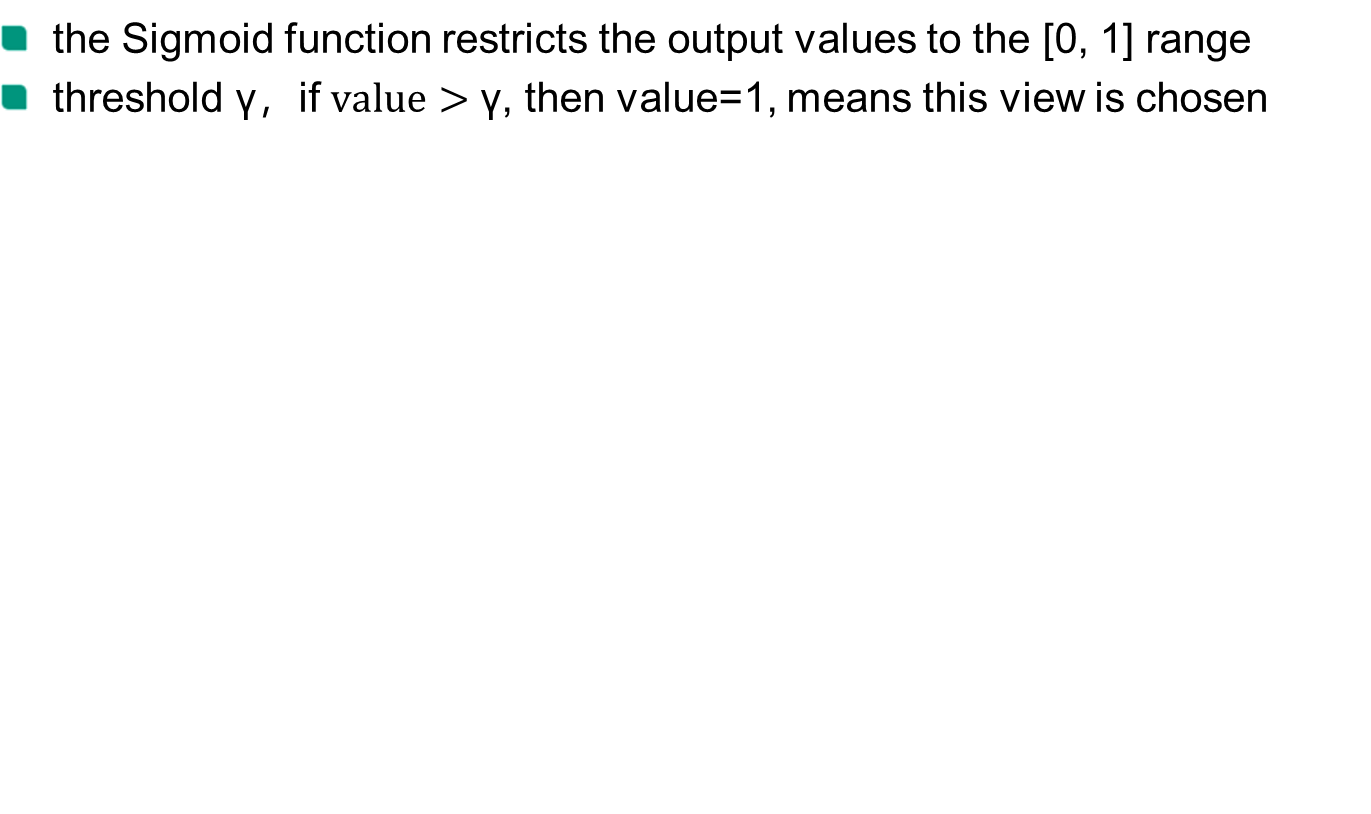 the Sigmoid function restricts the output values to the [0, 1] range
threshold γ，if value > γ, then value=1, means this view is chosen